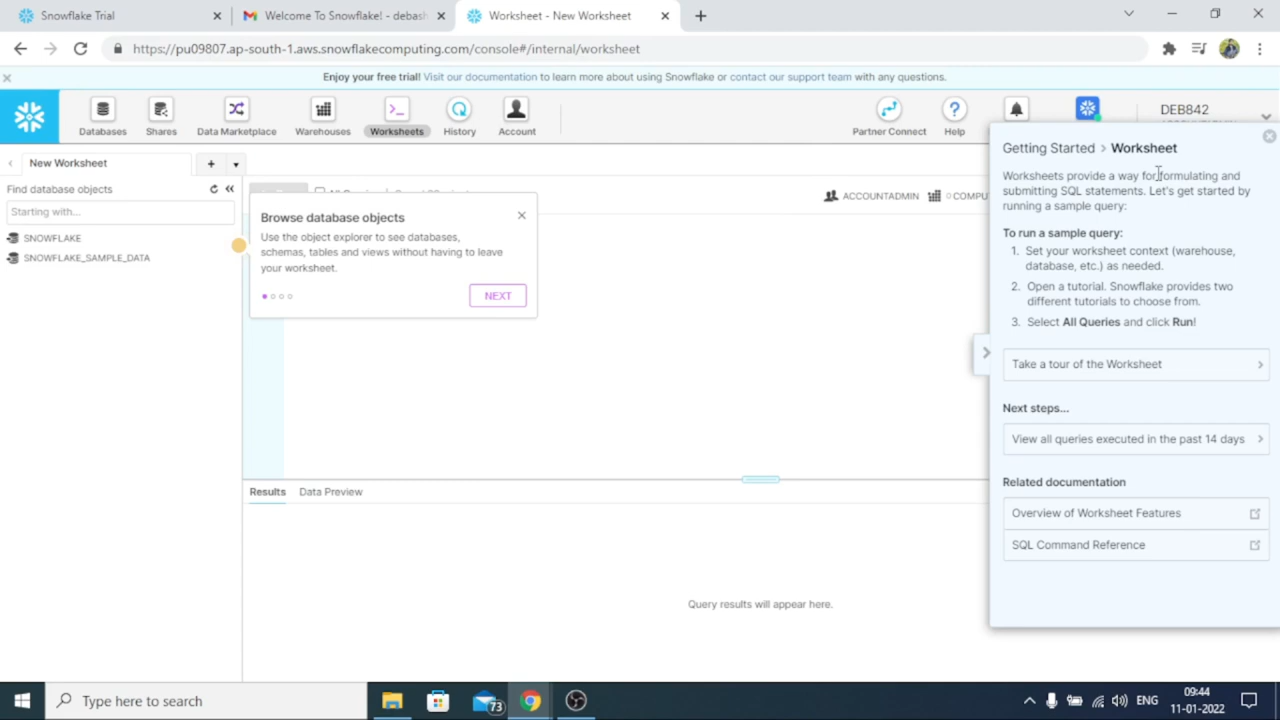 Snowflake Trial
Welcome To Snowflake! - debash
Worksheet - New Worksheet
https://pu09807.ap-south-1.aws.snowflakecomputing.com/console#/internal/worksheet
Enjoy your free trial! Visit our documentation to learn more about using Snowflake or contact our support team with any questions.
Databases
Shares
Data Marketplace
Warehouses
Worksheets
History
Account
Partner Connect
Help
DEB842
New Worksheet
Find database objects
Starting with...
SNOWFLAKE
SNOWFLAKE_SAMPLE_DATA
ACCOUNTADMIN
COMPU
Browse database objects
Use the object explorer to see databases,
schemas, tables and views without having to leave
your worksheet.
NEXT
Results
Data Preview
Query results will appear here.
Getting Started > Worksheet
Worksheets provide a way for formulating and
submitting SQL statements. Let's get started by
running a sample query:
To run a sample query:
1. Set your worksheet context (warehouse,
database, etc.) as needed.
2. Open a tutorial. Snowflake provides two
different tutorials to choose from.
3. Select All Queries and click Run!
Take a tour of the Worksheet
Next steps...
View all queries executed in the past 14 days
Related documentation
Overview of Worksheet Features
SQL Command Reference
Type here to search
73
ENG
09:44
11-01-2022